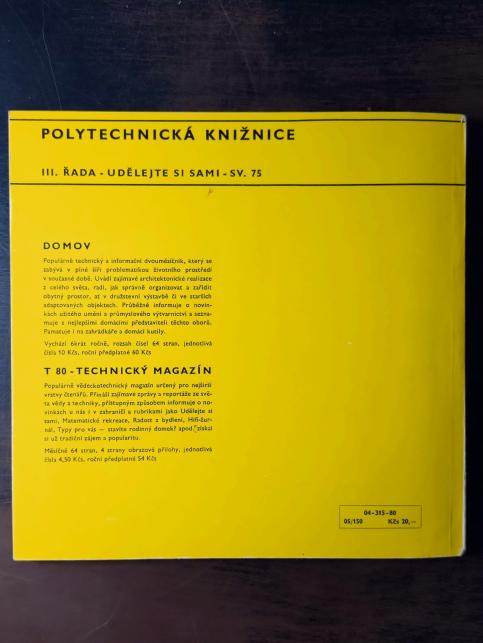 POLYTECHNICKÁ KNIŽNICE
III. ŘADA - UDĚLEJTE SI SAMI - SV. 75
DOMOV
Populárně technický a informační dvouměsíčník, který se
zabývá v plné šíři problematikou životního prostředí
v současné době. Uvádí zajímavé architektonické realizace
z celého světa, radí, jak správně organizovat a zařídit
obytný prostor, ať v družstevní výstavbě či ve starších
adaptovaných objektech. Průběžně informuje o novin-
kách užitého umění a průmyslového výtvarnictví a sezna-
muje s nejlepšími domácími představiteli těchto oborů.
Pamatuje i na zahrádkáře a domácí kutily.
Vychází 6krát ročně, rozsah čísel 64 stran, jednotlivá
čísla 10 Kčs, roční předplatné 60 Kčs
T 80 - TECHNICKÝ MAGAZÍN
Populárně vědeckotechnický magazín určený pro nejširší
vrstvy čtenářů. Přináší zajímavé zprávy a reportáže ze svě-
ta vědy a techniky, přístupným způsobem informuje o no-
vinkách u nás i v zahraničí a rubrikami jako Udělejte si
sami, Matematické rekreace, Radost z bydlení, Hifi-žur-
nál, Typy pro vás — stavíte rodinný domek? apod. získal
si už tradiční zájem a popularitu.
Měsíčně 64 stran, 4 strany obrazové přílohy, jednotlivá
čísla 4,50 Kčs, roční předplatné 54 Kčs
04-315-80
05/150 Kčs 20,—